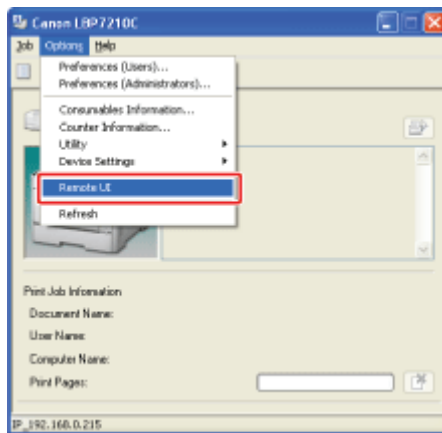 Canon LBP7210C
Job Options Help
Preferences (Users)...
Preferences (Administrators)...
Consumables Information...
Counter Information...
Utility
Device Settings
Remote UI
Refresh
Print Job Information
Document Name:
User Name:
Computer Name:
Print Pages:
IP_192.168.0.215